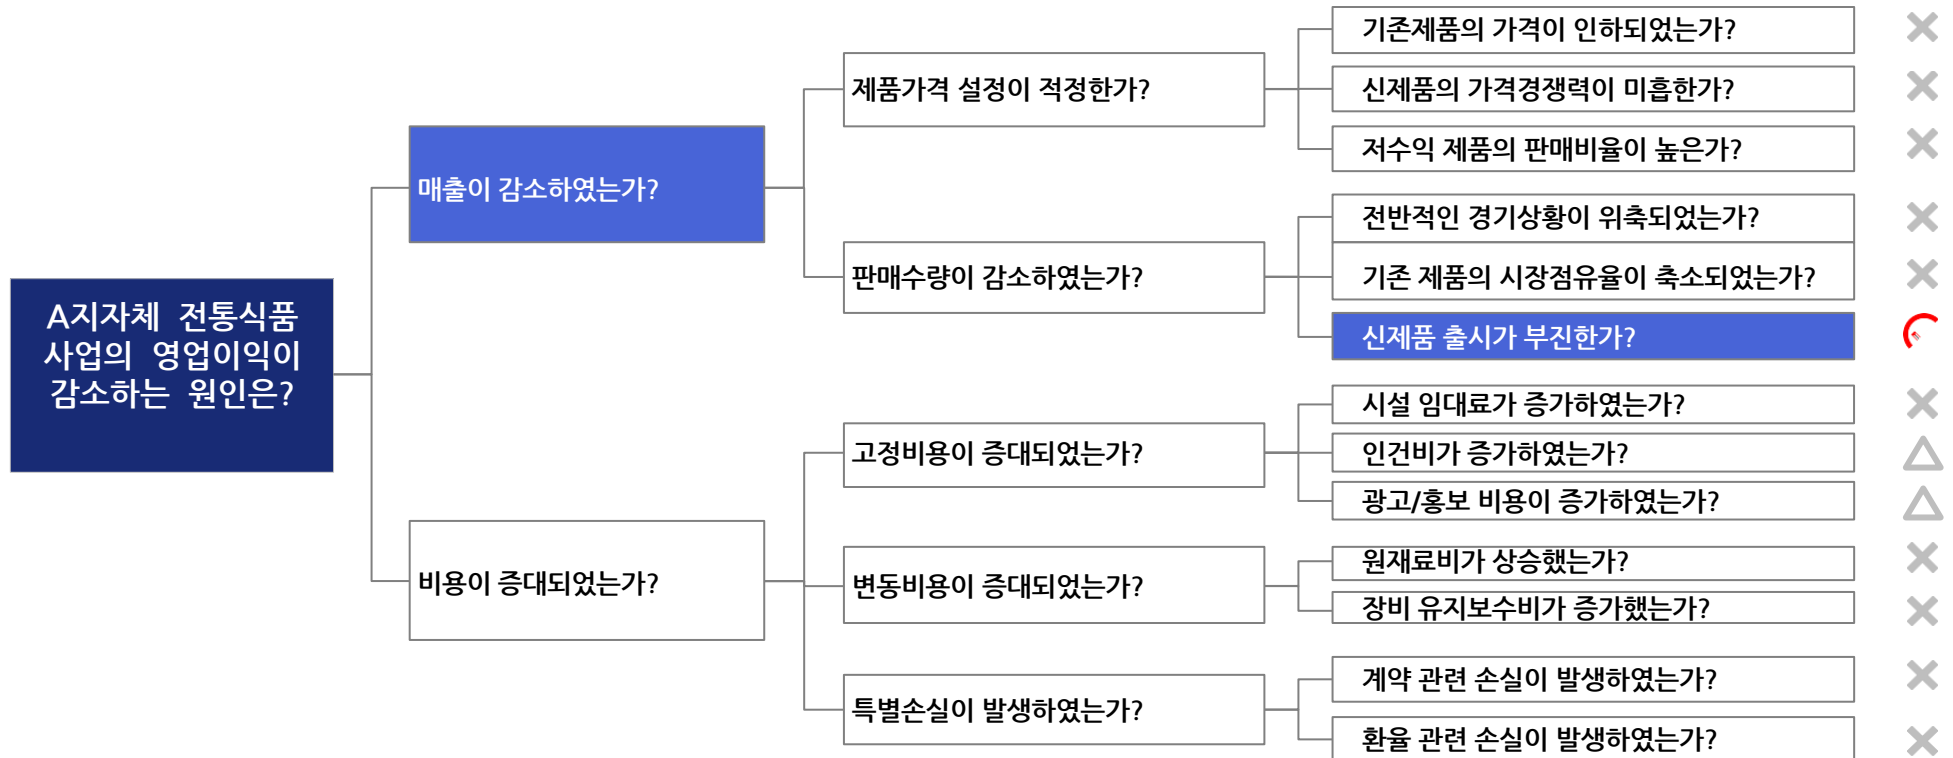 A지자체 전통식품
사업의 영업이익이
감소하는 원인은?
매출이 감소하였는가?
제품가격 설정이 적정한가?
기존제품의 가격이 인하되었는가?
신제품의 가격경쟁력이 미흡한가?
저수익 제품의 판매비율이 높은가?
판매수량이 감소하였는가?
전반적인 경기상황이 위축되었는가?
기존 제품의 시장점유율이 축소되었는가?
신제품 출시가 부진한가?
비용이 증대되었는가?
고정비용이 증대되었는가?
시설 임대료가 증가하였는가?
인건비가 증가하였는가?
광고/홍보 비용이 증가하였는가?
변동비용이 증대되었는가?
원재료비가 상승했는가?
장비 유지보수비가 증가했는가?
특별손실이 발생하였는가?
계약 관련 손실이 발생하였는가?
환율 관련 손실이 발생하였는가?